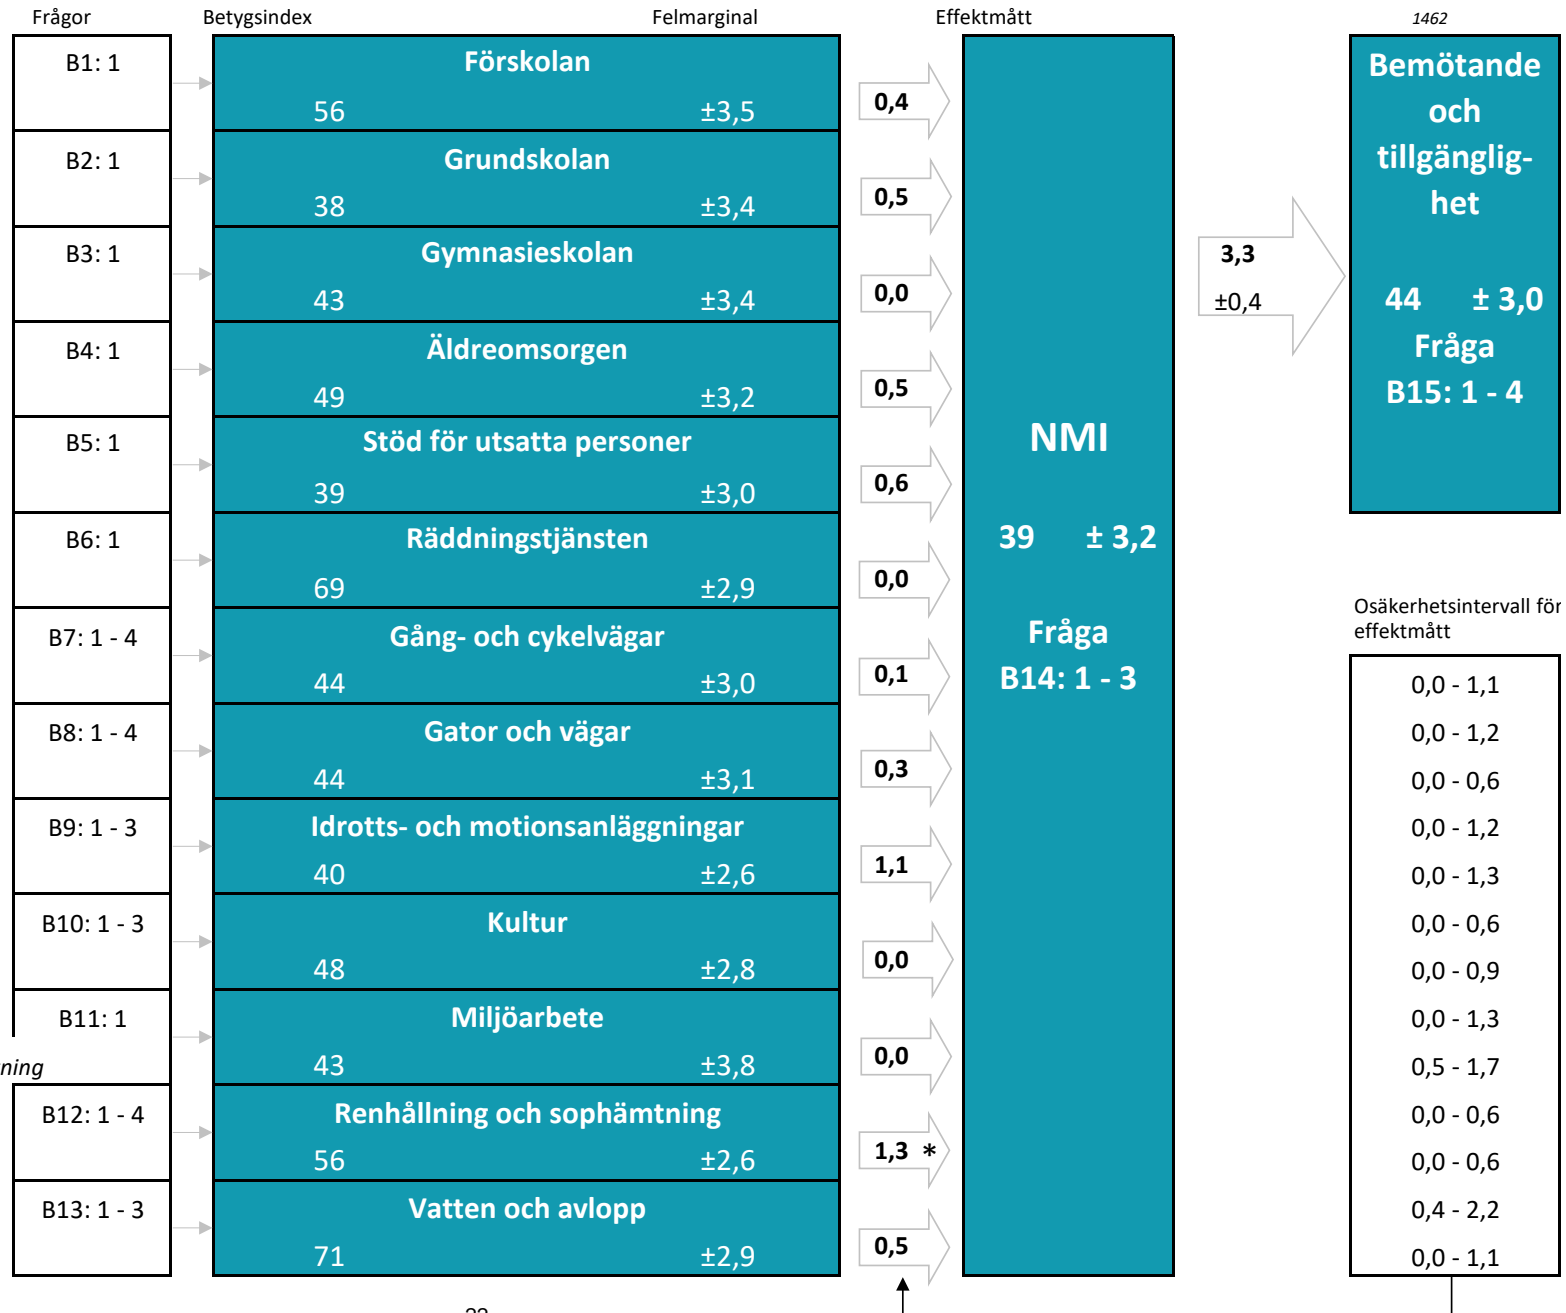 Frågor Betygsindex Felmarginal Effektmått 1462
B1: 1 Förskolan
56 ±3,5 0,4
B2: 1 Grundskolan
38 ±3,4 0,5
B3: 1 Gymnasieskolan
43 ±3,4 0,0
B4: 1 Äldreomsorgen
49 ±3,2 0,5
B5: 1 Stöd för utsatta personer
39 ±3,0 0,6
B6: 1 Räddningstjänsten
69 ±2,9 0,0
B7: 1 - 4 Gång- och cykelvägar
44 ±3,0 0,1
B8: 1 - 4 Gator och vägar
44 ±3,1 0,3
B9: 1 - 3 Idrotts- och motionsanläggningar
40 ±2,6 1,1
B10: 1 - 3 Kultur
48 ±2,8 0,0
B11: 1 Miljöarbete
ning
43 ±3,8 0,0
B12: 1 - 4 Renhållning och sophämtning
56 ±2,6 1,3 *
B13: 1 - 3 Vatten och avlopp
71 ±2,9 0,5
NMI
39 ± 3,2
Fråga
B14: 1 - 3
3,3
±0,4
Bemötande
och
tillgänglig-
het
44 ± 3,0
Fråga
B15: 1 - 4
Osäkerhetsintervall för
effektmått
0,0 - 1,1
0,0 - 1,2
0,0 - 0,6
0,0 - 1,2
0,0 - 1,3
0,0 - 0,6
0,0 - 0,9
0,0 - 1,3
0,5 - 1,7
0,0 - 0,6
0,0 - 0,6
0,4 - 2,2
0,0 - 1,1